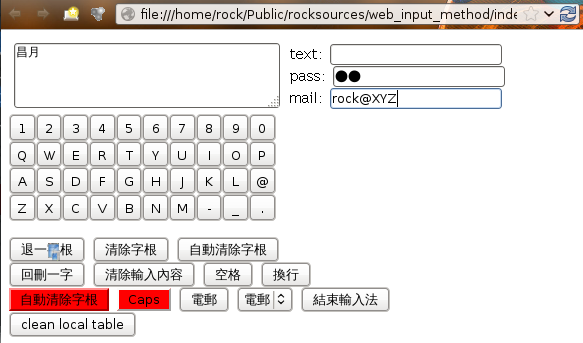 file:///home/rock/Public/rocksources/web_input_method/inde
昌月
text:
pass: ●●
mail: rock@XYZ
1 2 3 4 5 6 7 8 9 0
Q W E R T Y U I O P
A S D F G H J K L @
Z X C V B N M - _ .
退一字根 清除字根 自動清除字根
回刪一字 清除輸入內容 空格 換行
自動清除字根 Caps 電郵 電郵 結束輸入法
clean local table